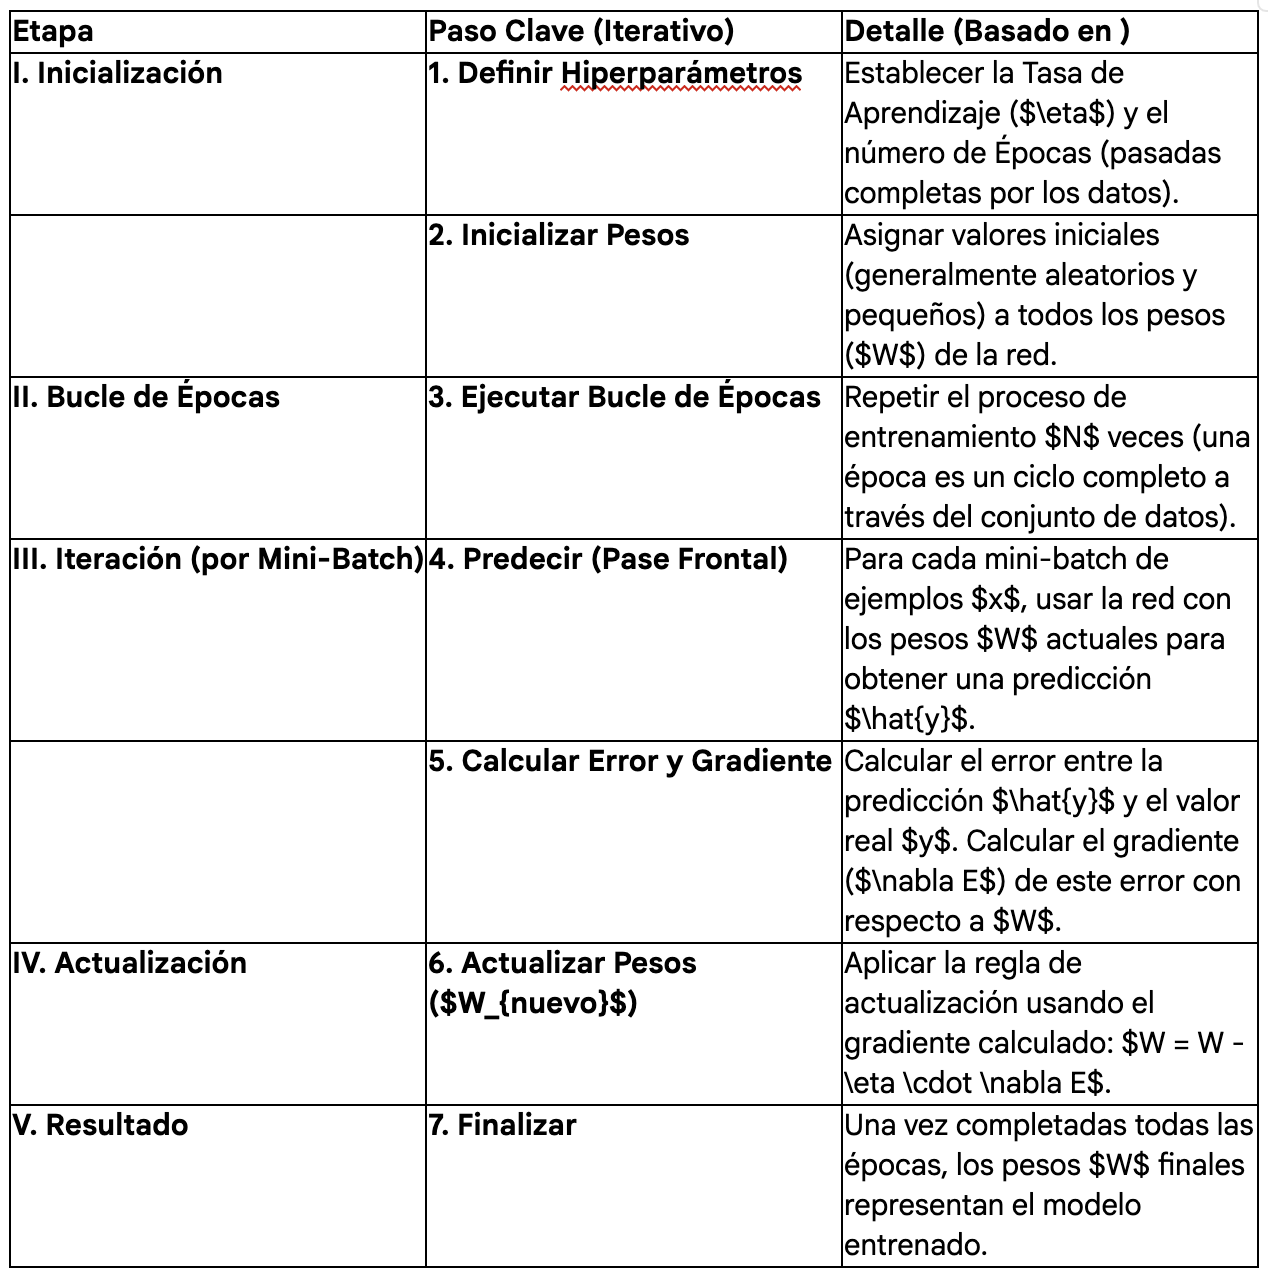 Etapa
Paso Clave (Iterativo)
Detalle (Basado en )
I. Inicialización
1. Definir Hiperparámetros
Establecer la Tasa de
Aprendizaje ($\eta$) y el
número de Épocas (pasadas
completas por los datos).
2. Inicializar Pesos
Asignar valores iniciales
(generalmente aleatorios y
pequeños) a todos los pesos
($W$) de la red.
II. Bucle de Épocas
3. Ejecutar Bucle de Épocas
Repetir el proceso de
entrenamiento $N$ veces (una
época es un ciclo completo a
través del conjunto de datos).
III. Iteración (por Mini-Batch)
4. Predecir (Pase Frontal)
Para cada mini-batch de
ejemplos $x$, usar la red con
los pesos $W$ actuales para
obtener una predicción
$\hat{y}$.
5. Calcular Error y Gradiente
Calcular el error entre la
predicción $\hat{y}$ y el valor
real $y$. Calcular el gradiente
($\nabla E$) de este error con
respecto a $W$.
IV. Actualización
6. Actualizar Pesos
($W_{nuevo}$)
Aplicar la regla de
actualización usando el
gradiente calculado: $W = W -
\eta \cdot \nabla E$.
V. Resultado
7. Finalizar
Una vez completadas todas las
épocas, los pesos $W$ finales
representan el modelo
entrenado.